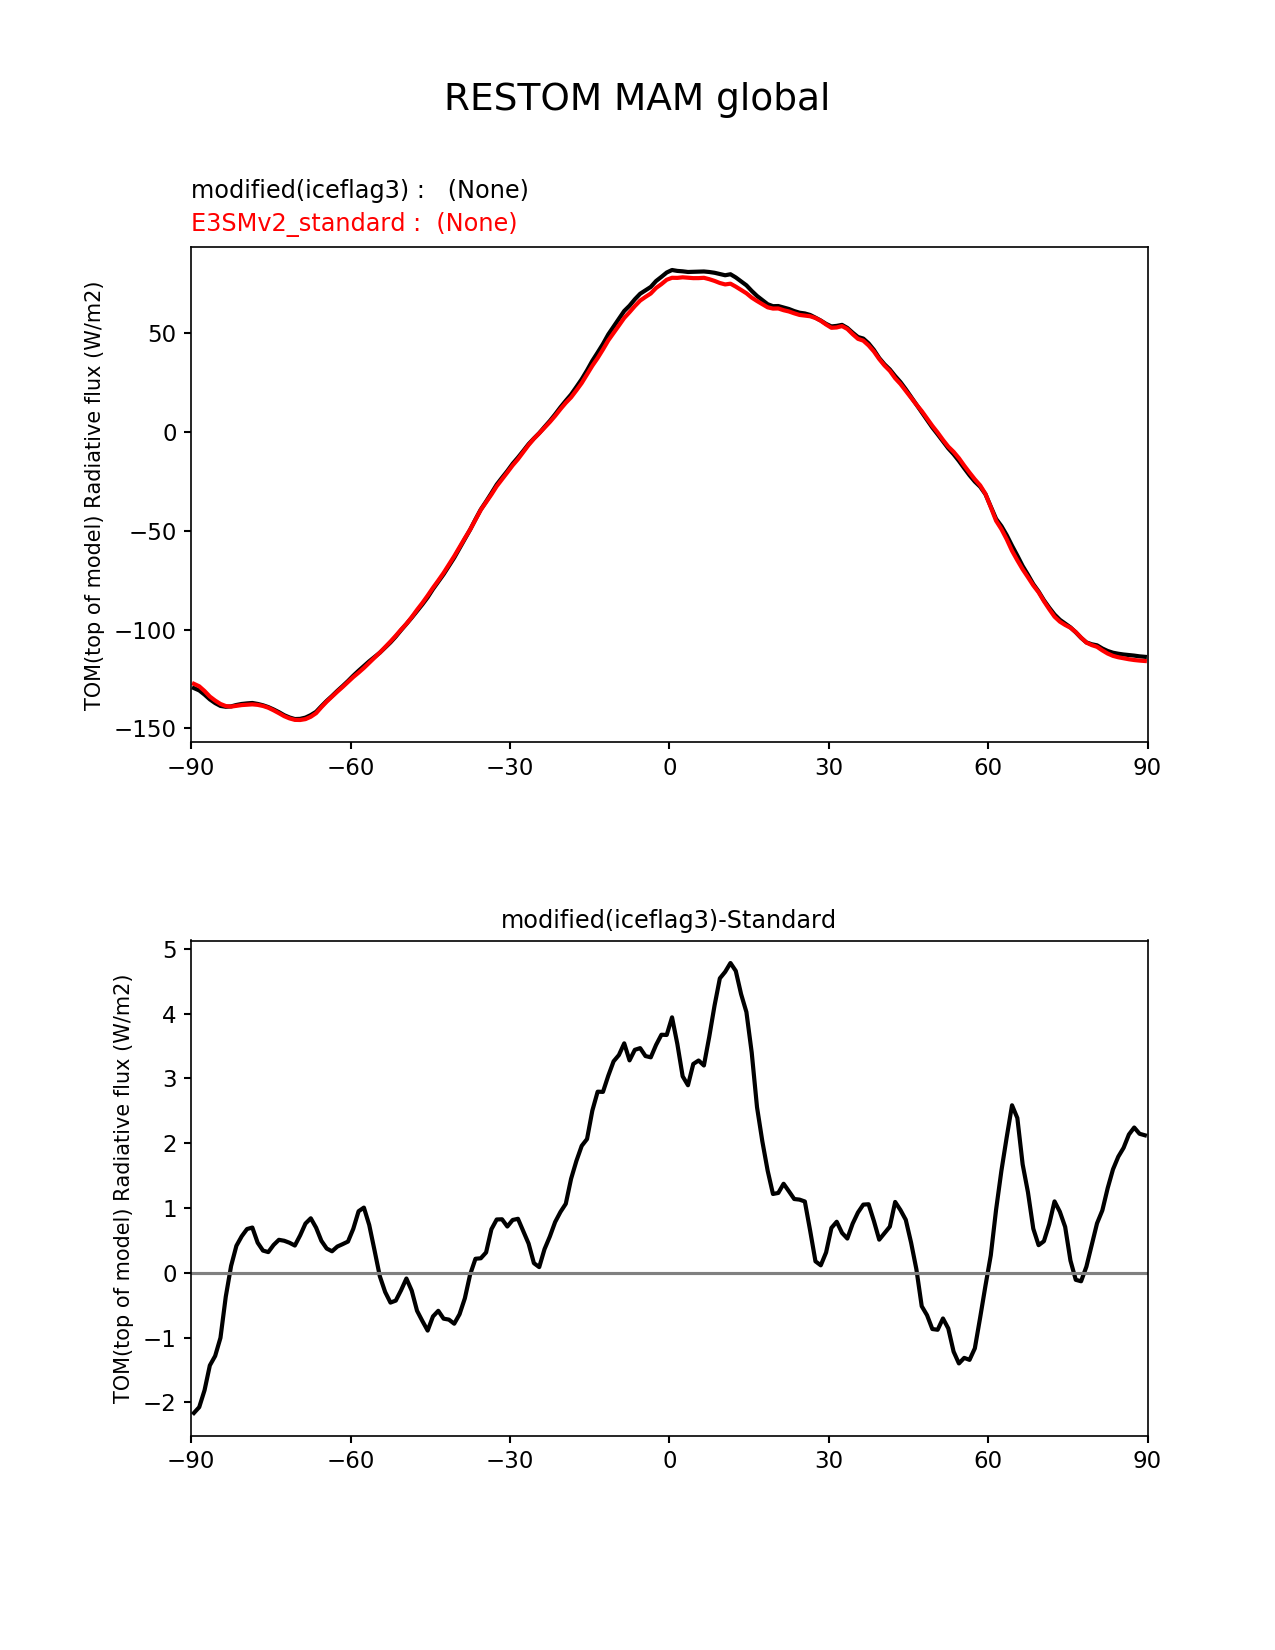 RESTOM MAM global
modified(iceflag3) :   (None)
E3SMv2_standard :  (None)
TOM(top of model) Radiative flux (W/m2)
50
0
−50
−100
−150
−90 −60 −30 0 30 60 90
modified(iceflag3)-Standard
TOM(top of model) Radiative flux (W/m2)
5
4
3
2
1
0
−1
−2
−90 −60 −30 0 30 60 90